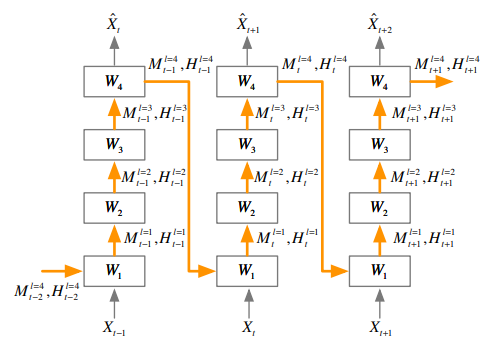 X̂_t X̂_{t+1} X̂_{t+2}
M_{t-1}^{l=4}, H_{t-1}^{l=4} M_t^{l=4}, H_t^{l=4} M_{t+1}^{l=4}, H_{t+1}^{l=4}
W_4 W_4 W_4
M_{t-1}^{l=3}, H_{t-1}^{l=3} M_t^{l=3}, H_t^{l=3} M_{t+1}^{l=3}, H_{t+1}^{l=3}
W_3 W_3 W_3
M_{t-1}^{l=2}, H_{t-1}^{l=2} M_t^{l=2}, H_t^{l=2} M_{t+1}^{l=2}, H_{t+1}^{l=2}
W_2 W_2 W_2
M_{t-1}^{l=1}, H_{t-1}^{l=1} M_t^{l=1}, H_t^{l=1} M_{t+1}^{l=1}, H_{t+1}^{l=1}
W_1 W_1 W_1
M_{t-2}^{l=4}, H_{t-2}^{l=4}
X_{t-1} X_t X_{t+1}